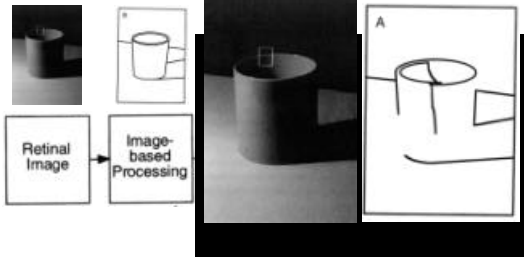 A
Retinal
Image
Image-
based
Processing